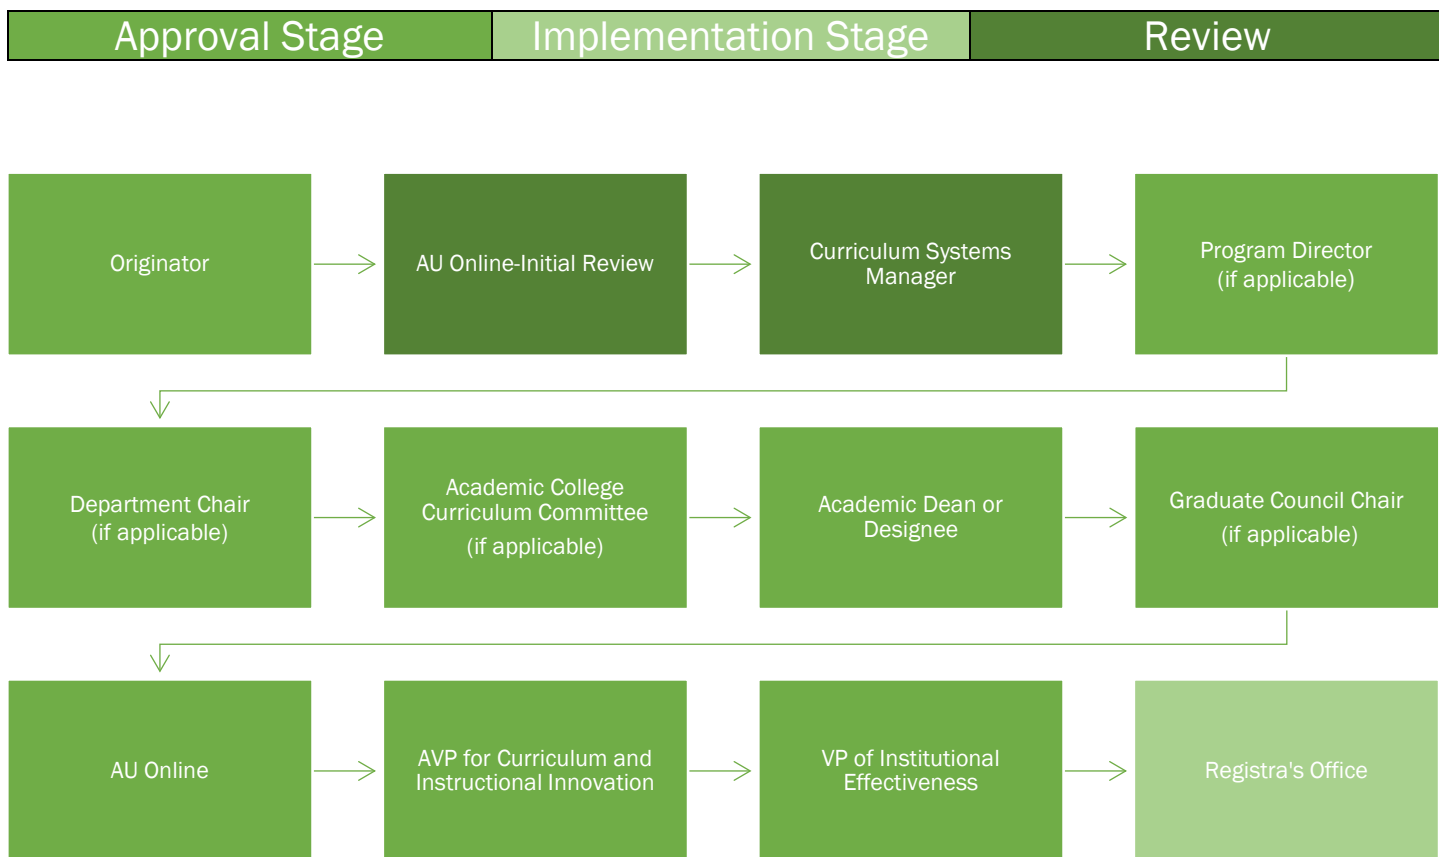 Approval Stage
Implementation Stage
Review
Originator
AU Online-Initial Review
Curriculum Systems
Manager
Program Director
(if applicable)
Department Chair
(if applicable)
Academic College
Curriculum Committee
(if applicable)
Academic Dean or
Designee
Graduate Council Chair
(if applicable)
AU Online
AVP for Curriculum and
Instructional Innovation
VP of Institutional
Effectiveness
Registra's Office